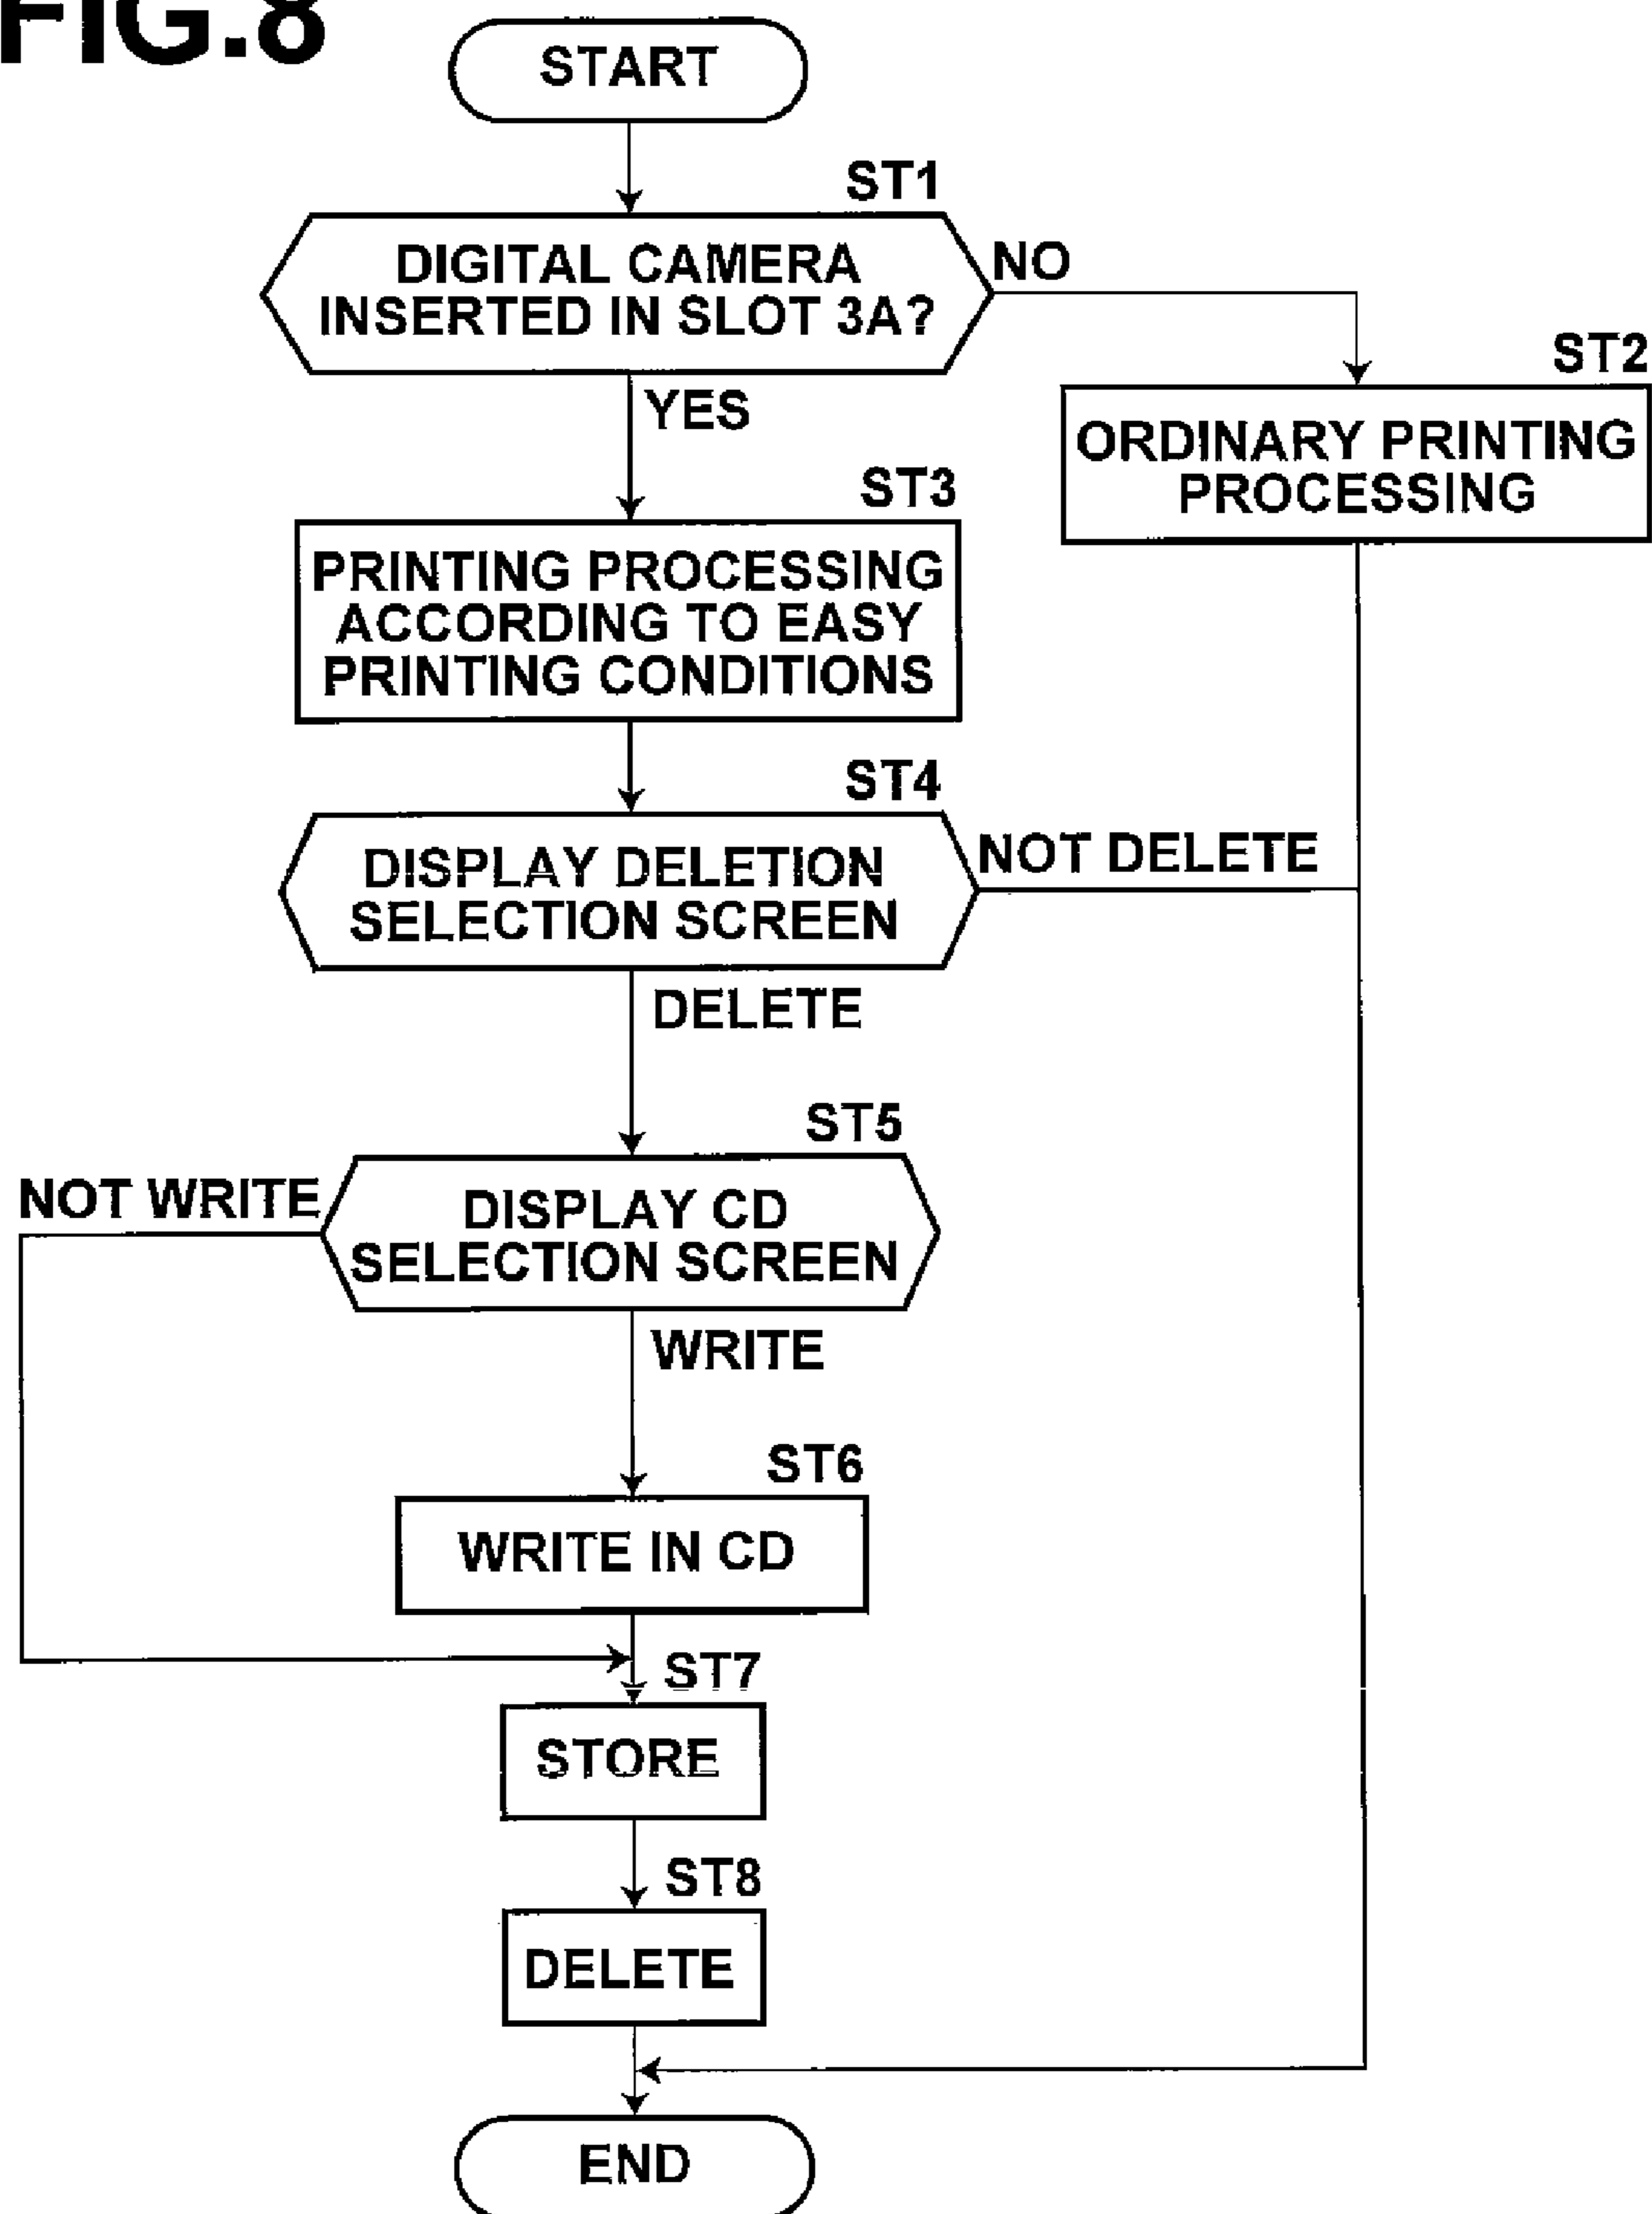 FIG.8
START
ST1
DIGITAL CAMERA
INSERTED IN SLOT 3A?
NO
YES
ST2
ORDINARY PRINTING
PROCESSING
ST3
PRINTING PROCESSING
ACCORDING TO EASY
PRINTING CONDITIONS
ST4
DISPLAY DELETION
SELECTION SCREEN
NOT DELETE
DELETE
ST5
NOT WRITE
DISPLAY CD
SELECTION SCREEN
WRITE
ST6
WRITE IN CD
ST7
STORE
ST8
DELETE
END